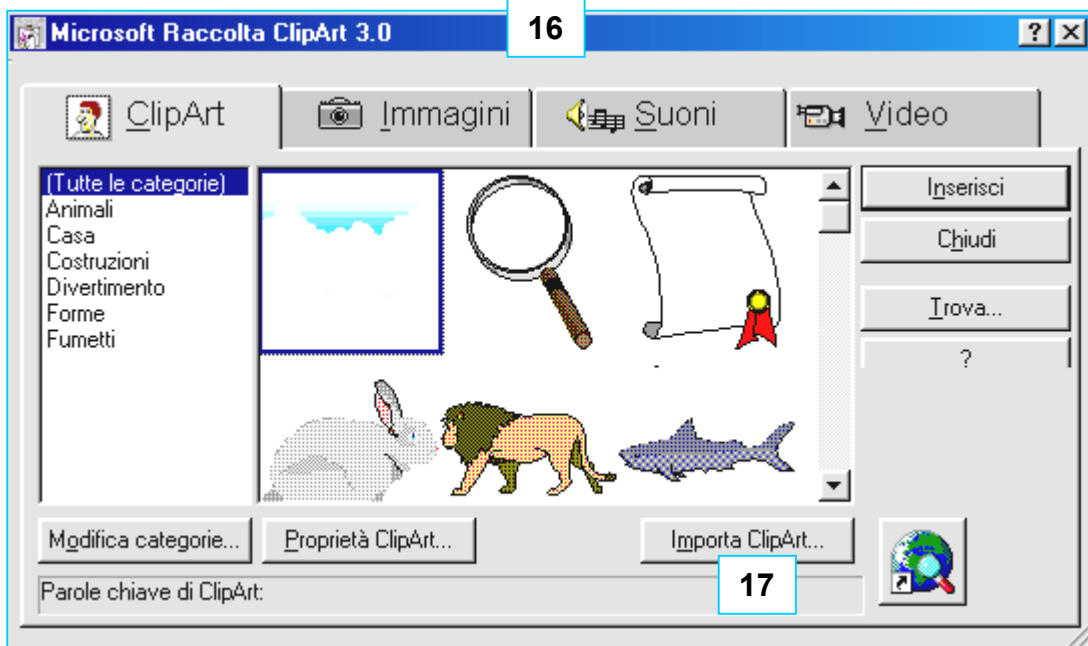 Microsoft Raccolta ClipArt 3.0
16
?
ClipArt
Immagini
Suoni
Video
(Tutte le categorie)
Animali
Casa
Costruzioni
Divertimento
Forme
Fumetti
Inserisci
Chiudi
Trova...
?
Modifica categorie...
Proprietà ClipArt...
Importa ClipArt...
17
Parole chiave di ClipArt: